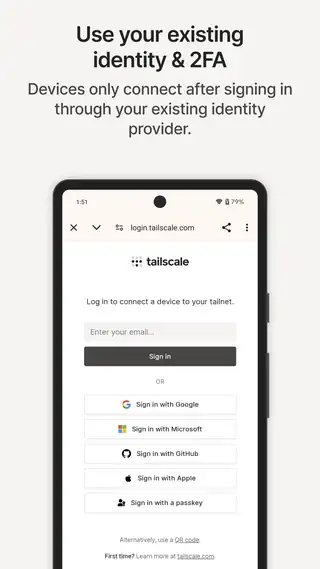 Use your existing
identity & 2FA
Devices only connect after signing in
through your existing identity
provider.
1:51
79%
login.tailscale.com
tailscale
Log in to connect a device to your tailnet.
Enter your email...
Sign in
OR
Sign in with Google
Sign in with Microsoft
Sign in with GitHub
Sign in with Apple
Sign in with a passkey
Alternatively, use a QR code.
First time? Learn more at tailscale.com.